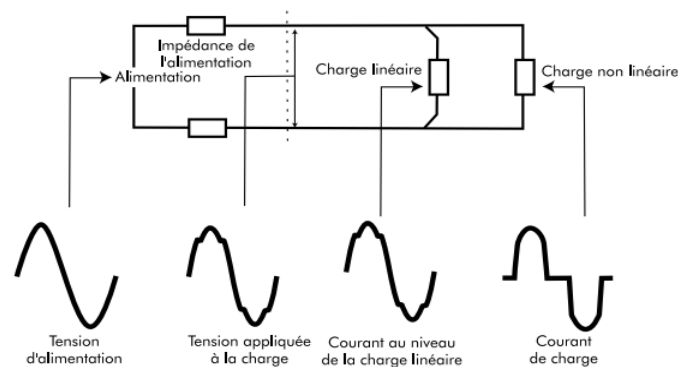 Impédance de
l'alimentation
Alimentation
Charge linéaire
Charge non linéaire
Tension
d'alimentation
Tension appliquée
à la charge
Courant au niveau
de la charge linéaire
Courant
de charge